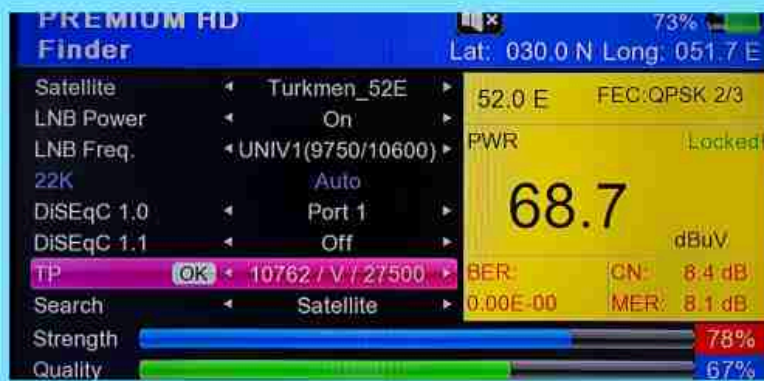 PREMIUM HD 73%
Finder Lat: 030.0 N Long: 051.7 E
Satellite Turkmen_52E
LNB Power On
LNB Freq. UNIV1(9750/10600)
22K Auto
DiSEqC 1.0 Port 1
DiSEqC 1.1 Off
TP OK 10762 / V / 27500
Search Satellite
52.0 E FEC:QPSK 2/3
PWR Locked!
68.7
dBuV
BER: CN: 8.4 dB
0.00E-00 MER: 8.1 dB
Strength 78%
Quality 67%